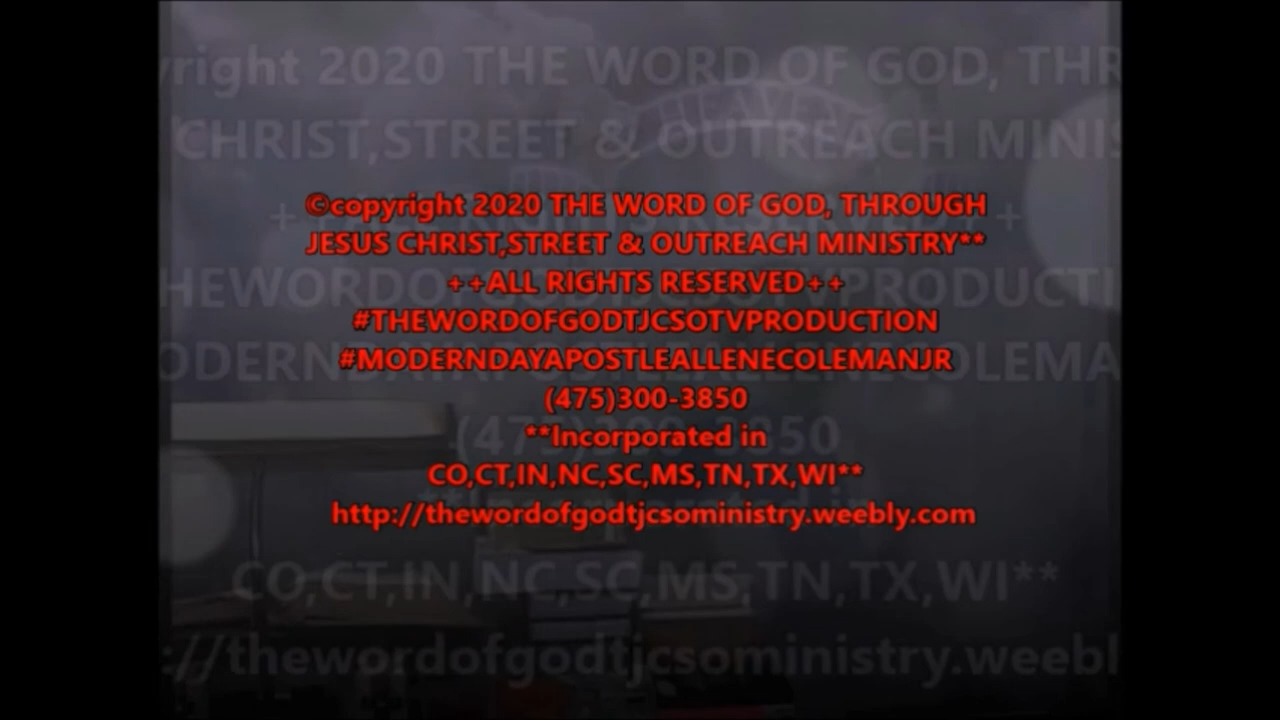 ©copyright 2020 THE WORD OF GOD, THROUGH
JESUS CHRIST,STREET & OUTREACH MINISTRY**
++ALL RIGHTS RESERVED++
#THEWORDOFGODTJCSOTVPRODUCTION
#MODERNDAYAPOSTLEALLENECOLEMANJR
(475)300-3850
**Incorporated in
CO,CT,IN,NC,SC,MS,TN,TX,WI**
http://thewordofgodtjcsoministry.weebly.com